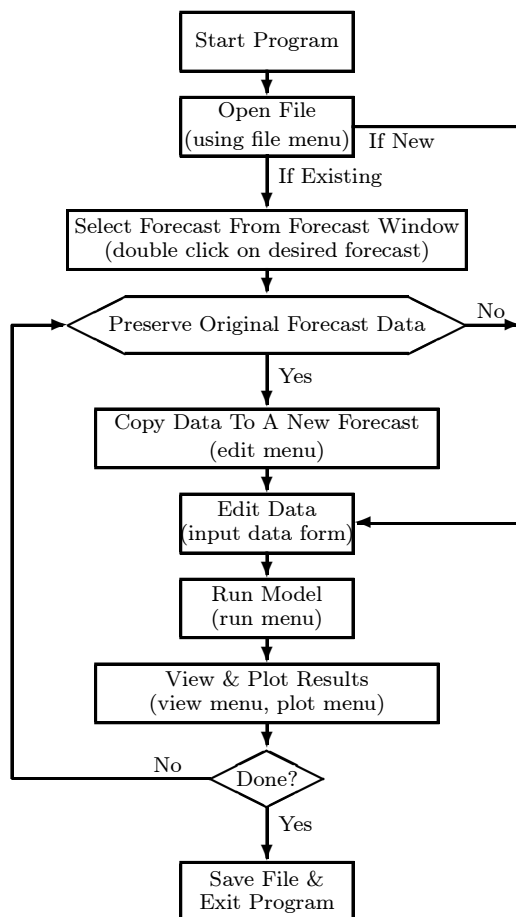 Start Program
Open File
(using file menu)
If New
If Existing
Select Forecast From Forecast Window
(double click on desired forecast)
Preserve Original Forecast Data
No
Yes
Copy Data To A New Forecast
(edit menu)
Edit Data
(input data form)
Run Model
(run menu)
View & Plot Results
(view menu, plot menu)
No
Done?
Yes
Save File &
Exit Program